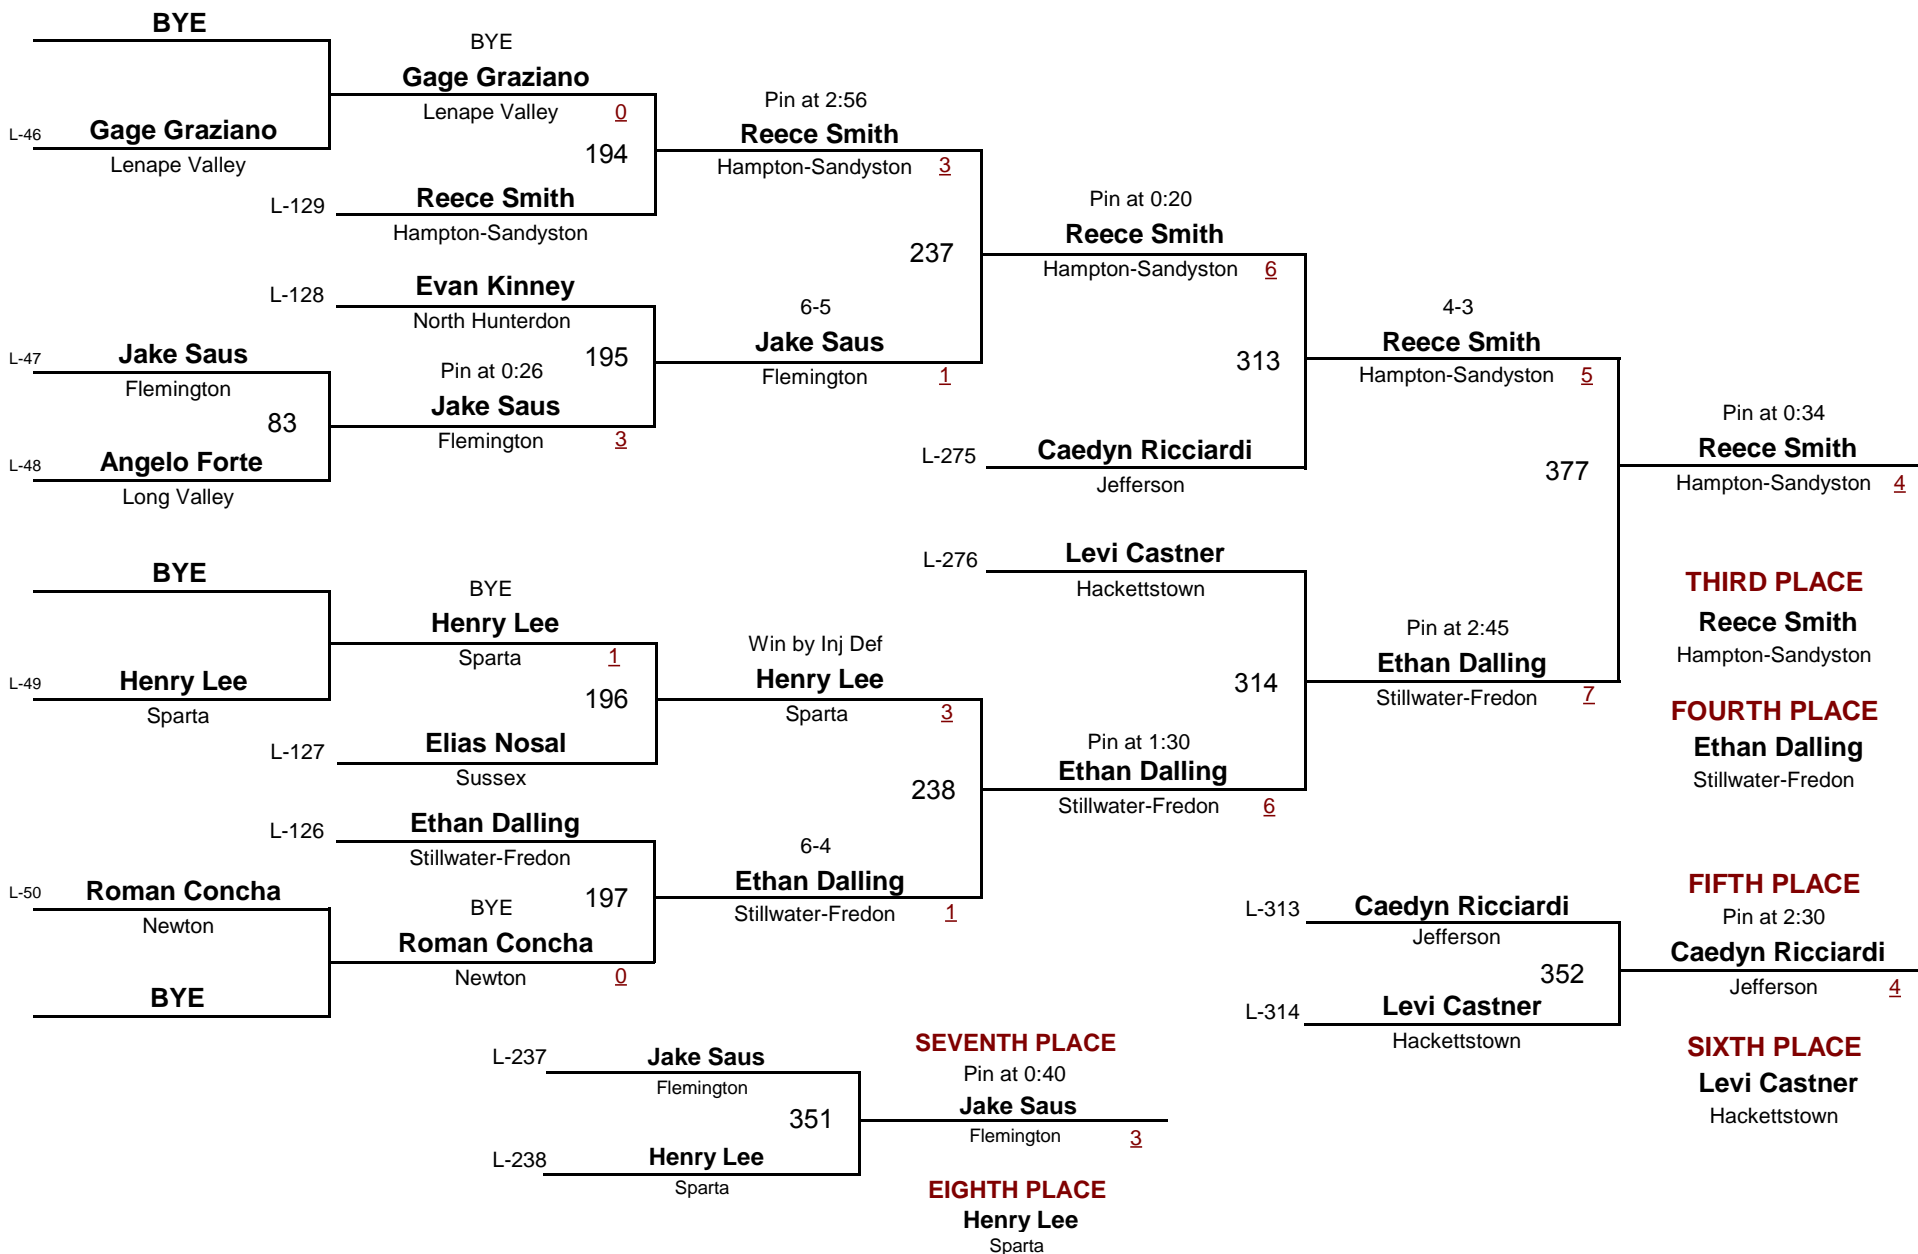 BYE
L-46
Gage Graziano
Lenape Valley
BYE
Gage Graziano
Lenape Valley 0
194
L-129
Reece Smith
Hampton-Sandyston
Pin at 2:56
Reece Smith
Hampton-Sandyston 3
L-128
Evan Kinney
North Hunterdon
195
L-47
Jake Saus
Flemington
83
L-48
Angelo Forte
Long Valley
Pin at 0:26
Jake Saus
Flemington 3
6-5
Jake Saus
Flemington 1
237
Pin at 0:20
Reece Smith
Hampton-Sandyston 6
313
L-275
Caedyn Ricciardi
Jefferson
4-3
Reece Smith
Hampton-Sandyston 5
377
Pin at 0:34
Reece Smith
Hampton-Sandyston 4
BYE
L-49
Henry Lee
Sparta
BYE
Henry Lee
Sparta 1
196
L-127
Elias Nosal
Sussex
Win by Inj Def
Henry Lee
Sparta 3
L-126
Ethan Dalling
Stillwater-Fredon
197
L-50
Roman Concha
Newton
BYE
BYE
Roman Concha
Newton 0
6-4
Ethan Dalling
Stillwater-Fredon 1
238
Pin at 1:30
Ethan Dalling
Stillwater-Fredon 6
L-276
Levi Castner
Hackettstown
314
Pin at 2:45
Ethan Dalling
Stillwater-Fredon 7
THIRD PLACE
Reece Smith
Hampton-Sandyston
FOURTH PLACE
Ethan Dalling
Stillwater-Fredon
L-313
Caedyn Ricciardi
Jefferson
352
L-314
Levi Castner
Hackettstown
FIFTH PLACE
Pin at 2:30
Caedyn Ricciardi
Jefferson 4
SIXTH PLACE
Levi Castner
Hackettstown
L-237
Jake Saus
Flemington
351
L-238
Henry Lee
Sparta
SEVENTH PLACE
Pin at 0:40
Jake Saus
Flemington 3
EIGHTH PLACE
Henry Lee
Sparta